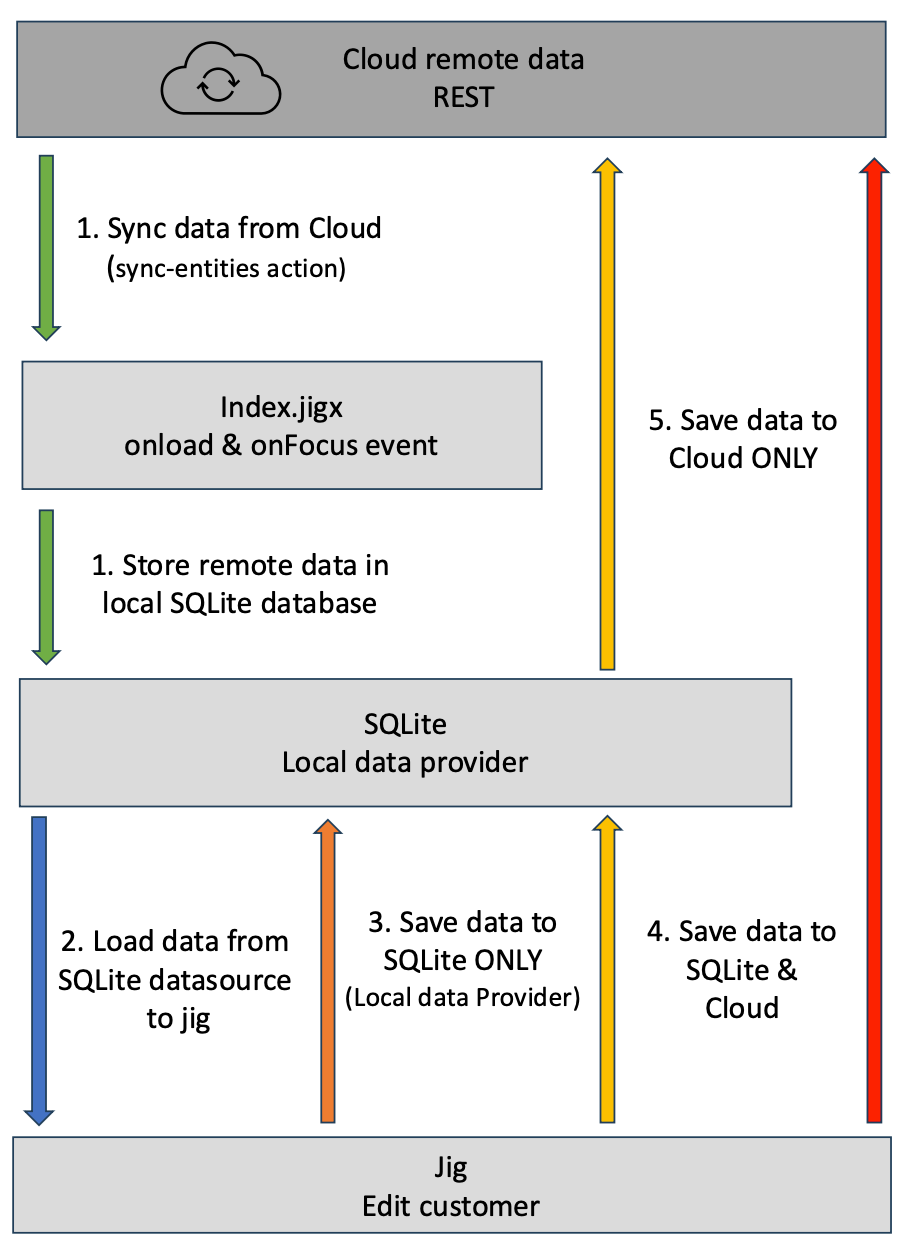 Cloud remote data
REST
1. Sync data from Cloud
(sync-entities action)
Index.jigx
onload & onFocus event
5. Save data to
Cloud ONLY
1. Store remote data in
local SQLite database
SQLite
Local data provider
2. Load data from
SQLite datasource
to jig
3. Save data to
SQLite ONLY
(Local data Provider)
4. Save data to
SQLite &
Cloud
Jig
Edit customer